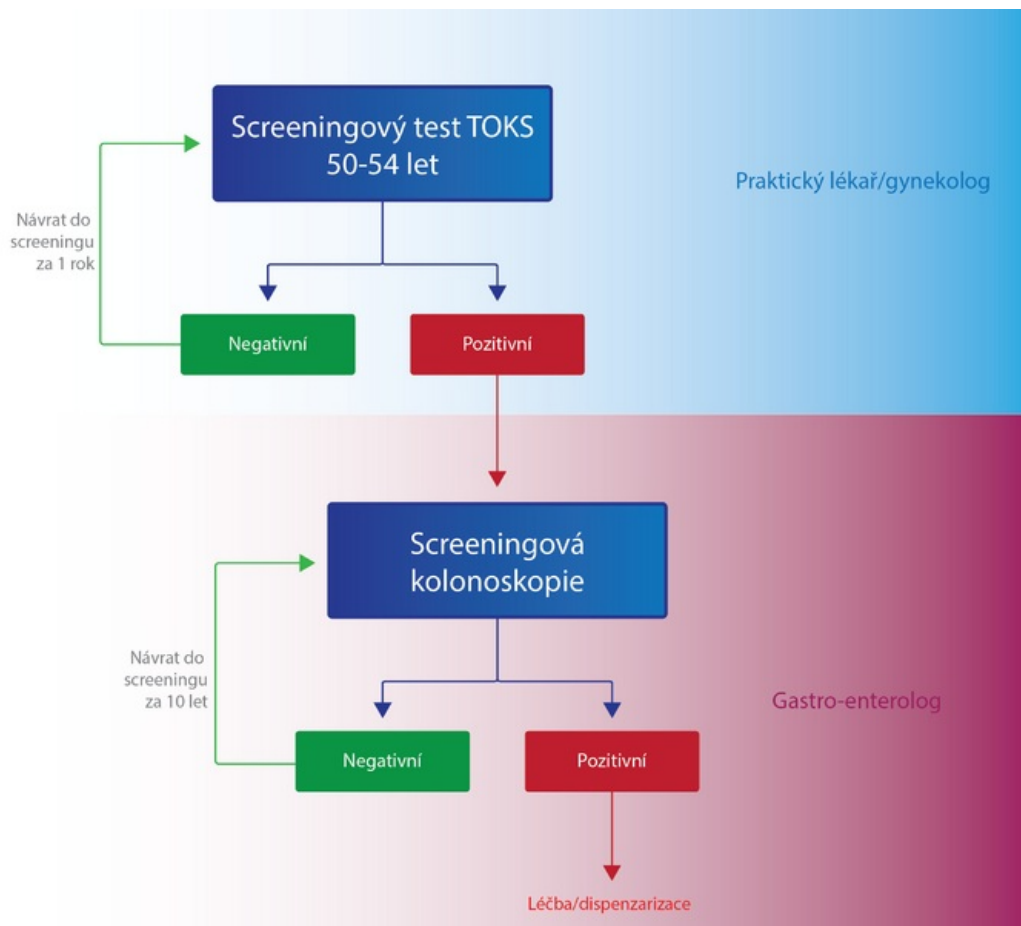 Screeningový test TOKS
50-54 let
Praktický lékař/gynekolog
Návrat do
screeningu
za 1 rok
Negativní
Pozitivní
Screeningová
kolonoskopie
Návrat do
screeningu
za 10 let
Gastro-enterolog
Negativní
Pozitivní
Léčba/dispenzarizace